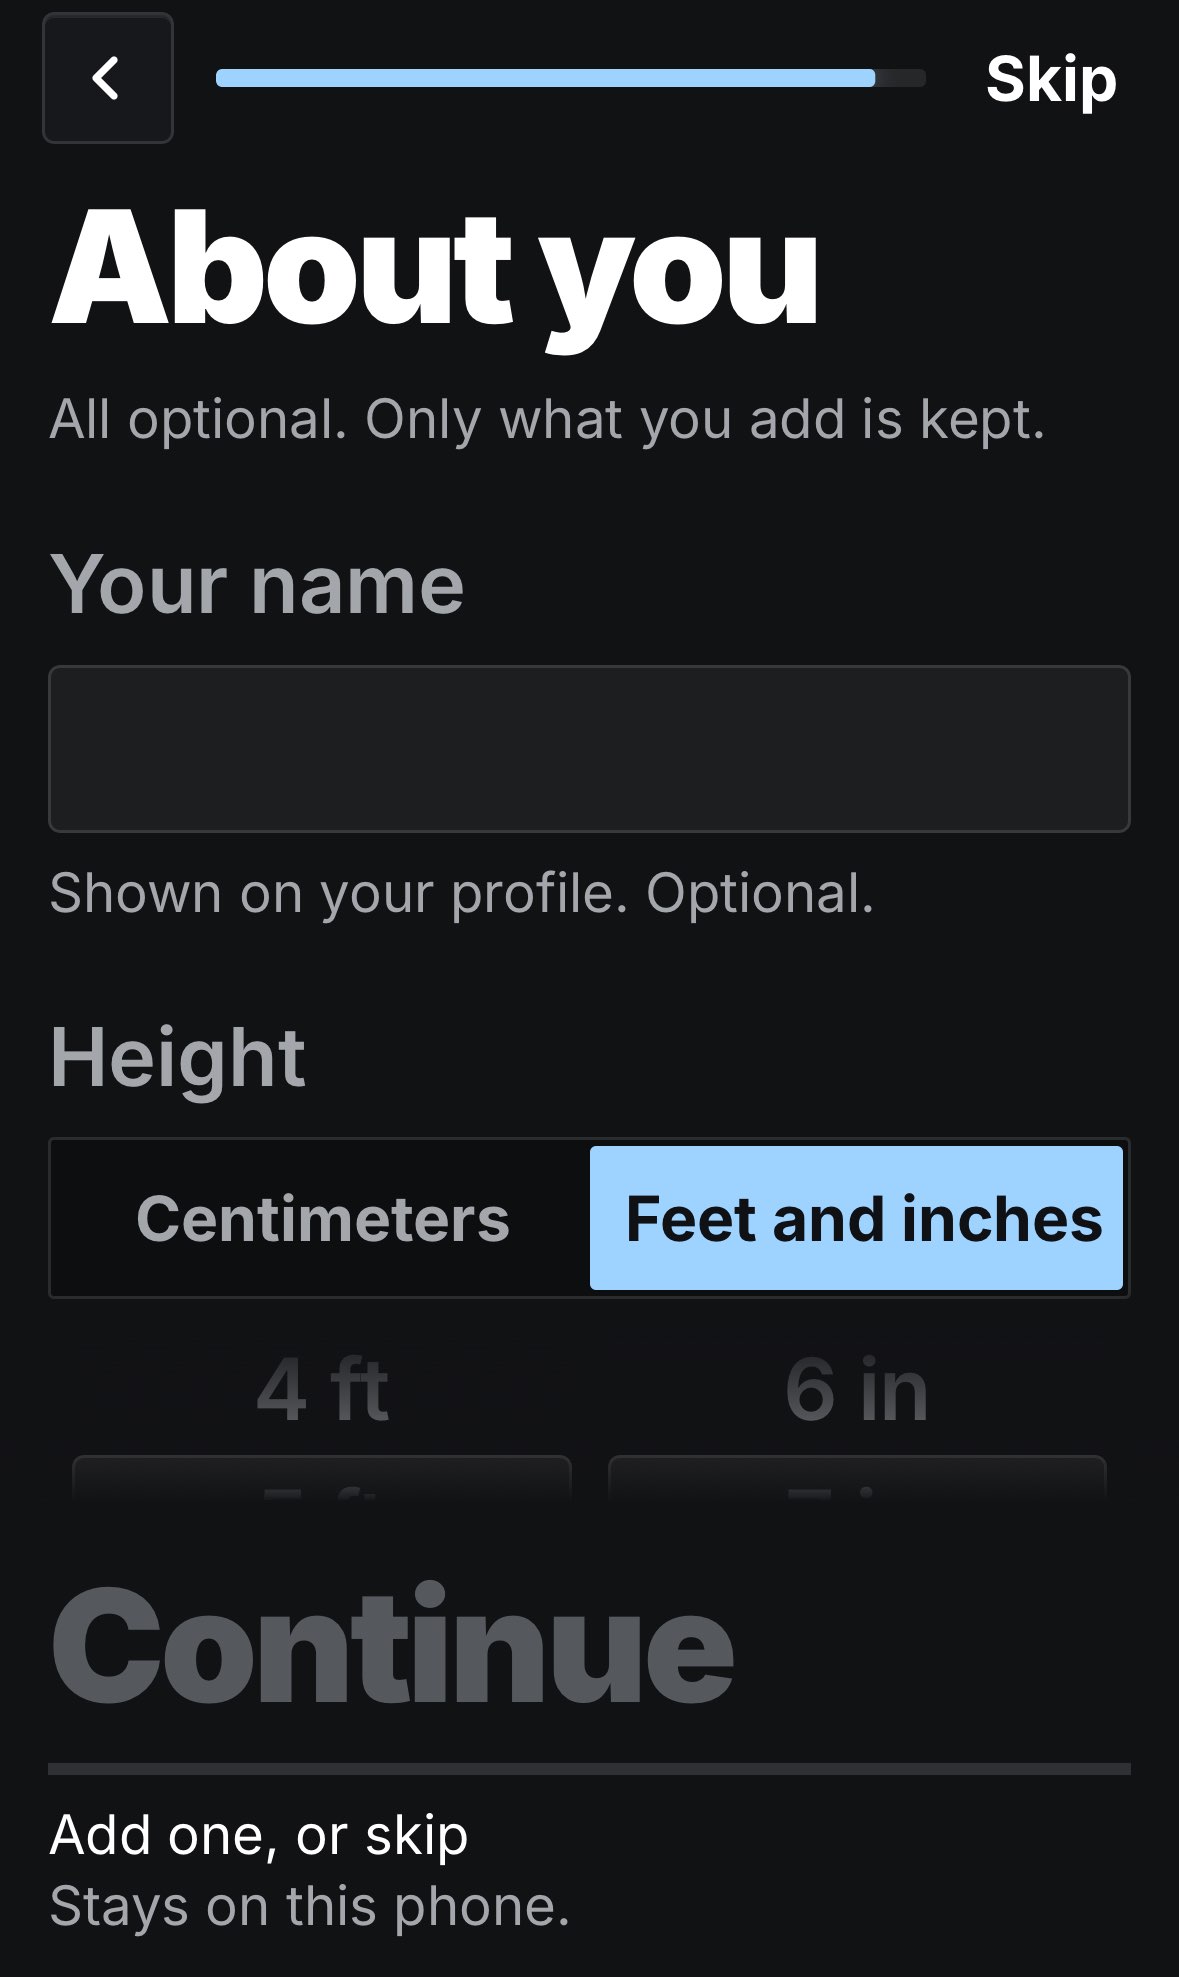 Skip
About you
All optional. Only what you add is kept.
Your name
Shown on your profile. Optional.
Height
Centimeters
Feet and inches
4 ft
6 in
Continue
Add one, or skip
Stays on this phone.